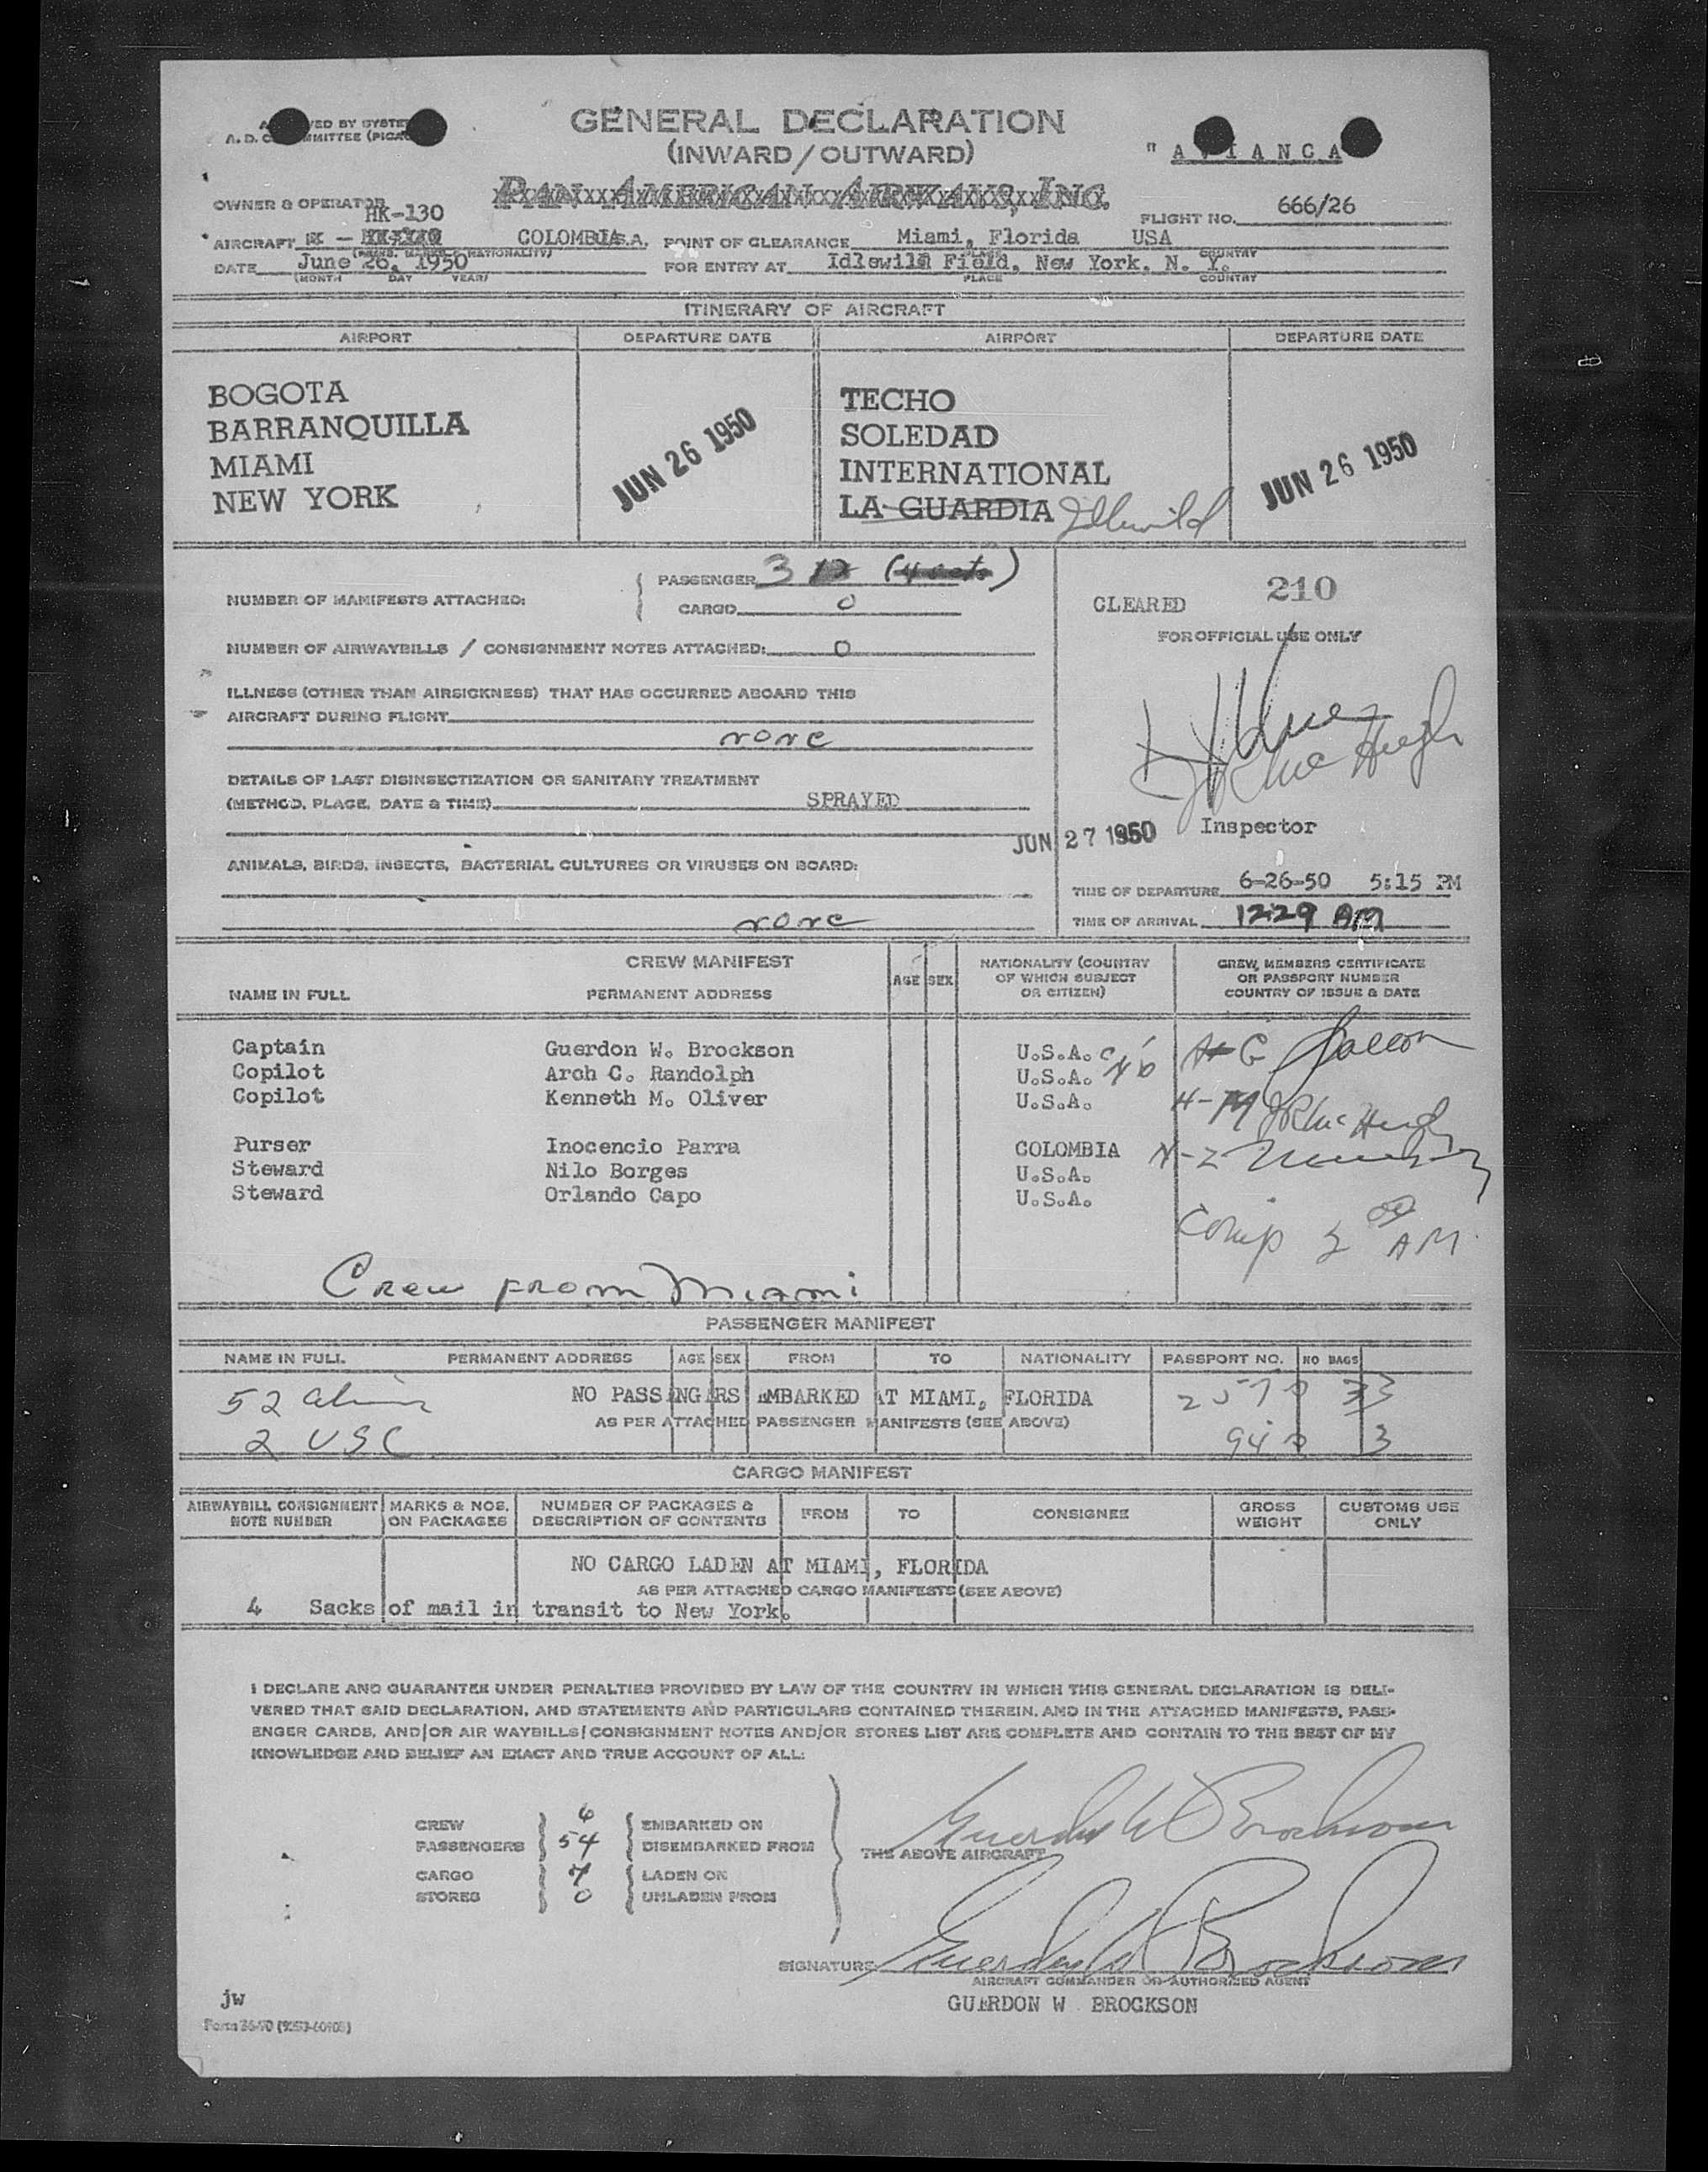 GENERAL DECLARATION
(INWARD/OUTWARD)
"AVIANCA
PAN AMERICAN AIRWAYS, INC.
OWNER & OPERATOR
HK-130
FLIGHT NO. 666/26
AIRCRAFT COLOMBIA U.S.A. POINT OF CLEARANCE Miami, Florida USA
DATE June 26, 1950 FOR ENTRY AT Idlewild Field, New York, N. Y.
(MONTH DAY YEAR) PLACE COUNTRY
ITINERARY OF AIRCRAFT
AIRPORT DEPARTURE DATE AIRPORT DEPARTURE DATE
BOGOTA TECHO
BARRANQUILLA SOLEDAD
MIAMI INTERNATIONAL
NEW YORK LA GUARDIA Idlewild
JUN 26 1950 JUN 26 1950
NUMBER OF MANIFESTS ATTACHED:
PASSENGER 3
CARGO 0
CLEARED 210
FOR OFFICIAL USE ONLY
NUMBER OF AIRWAYBILLS / CONSIGNMENT NOTES ATTACHED: 0
ILLNESS (OTHER THAN AIRSICKNESS) THAT HAS OCCURRED ABOARD THIS
AIRCRAFT DURING FLIGHT
none
DETAILS OF LAST DISINSECTIZATION OR SANITARY TREATMENT
(METHOD, PLACE, DATE & TIME) SPRAYED
JUN 27 1950 Inspector
ANIMALS, BIRDS, INSECTS, BACTERIAL CULTURES OR VIRUSES ON BOARD:
none
TIME OF DEPARTURE 6-26-50 5:15 PM
TIME OF ARRIVAL 12:29 AM
CREW MANIFEST
NAME IN FULL PERMANENT ADDRESS AGE SEX NATIONALITY (COUNTRY OF WHICH SUBJECT OR CITIZEN) CREW MEMBERS CERTIFICATE OR PASSPORT NUMBER COUNTRY OF ISSUE & DATE
Captain Guerdon W. Brockson U.S.A.
Copilot Arch C. Randolph U.S.A.
Copilot Kenneth M. Oliver U.S.A.
Purser Inocencio Parra COLOMBIA
Steward Nilo Borges U.S.A.
Steward Orlando Capo U.S.A.
Comp 2 00 AM
Crew from Miami
PASSENGER MANIFEST
NAME IN FULL PERMANENT ADDRESS AGE SEX FROM TO NATIONALITY PASSPORT NO. NO BAGS
52 NO PASSENGERS EMBARKED AT MIAMI, FLORIDA
AS PER ATTACHED PASSENGER MANIFESTS (SEE ABOVE)
2 USC 3
CARGO MANIFEST
AIRWAYBILL CONSIGNMENT NOTE NUMBER MARKS & NOS. ON PACKAGES NUMBER OF PACKAGES & DESCRIPTION OF CONTENTS FROM TO CONSIGNEE GROSS WEIGHT CUSTOMS USE ONLY
NO CARGO LADEN AT MIAMI, FLORIDA
AS PER ATTACHED CARGO MANIFESTS (SEE ABOVE)
4 Sacks of mail in transit to New York.
I DECLARE AND GUARANTEE UNDER PENALTIES PROVIDED BY LAW OF THE COUNTRY IN WHICH THIS GENERAL DECLARATION IS DELI-
VERED THAT SAID DECLARATION, AND STATEMENTS AND PARTICULARS CONTAINED THEREIN, AND IN THE ATTACHED MANIFESTS, PASS-
ENGER CARDS, AND/OR AIR WAYBILLS/CONSIGNMENT NOTES AND/OR STORES LIST ARE COMPLETE AND CONTAIN TO THE BEST OF MY
KNOWLEDGE AND BELIEF AN EXACT AND TRUE ACCOUNT OF ALL:
CREW 6 EMBARKED ON
PASSENGERS 54 DISEMBARKED FROM
CARGO LADEN ON
STORES 0 UNLADEN FROM
Guerdon W Brockson
THE ABOVE AIRCRAFT
SIGNATURE Guerdon W Brockson
AIRCRAFT COMMANDER OR AUTHORIZED AGENT
GUERDON W. BROCKSON
jw